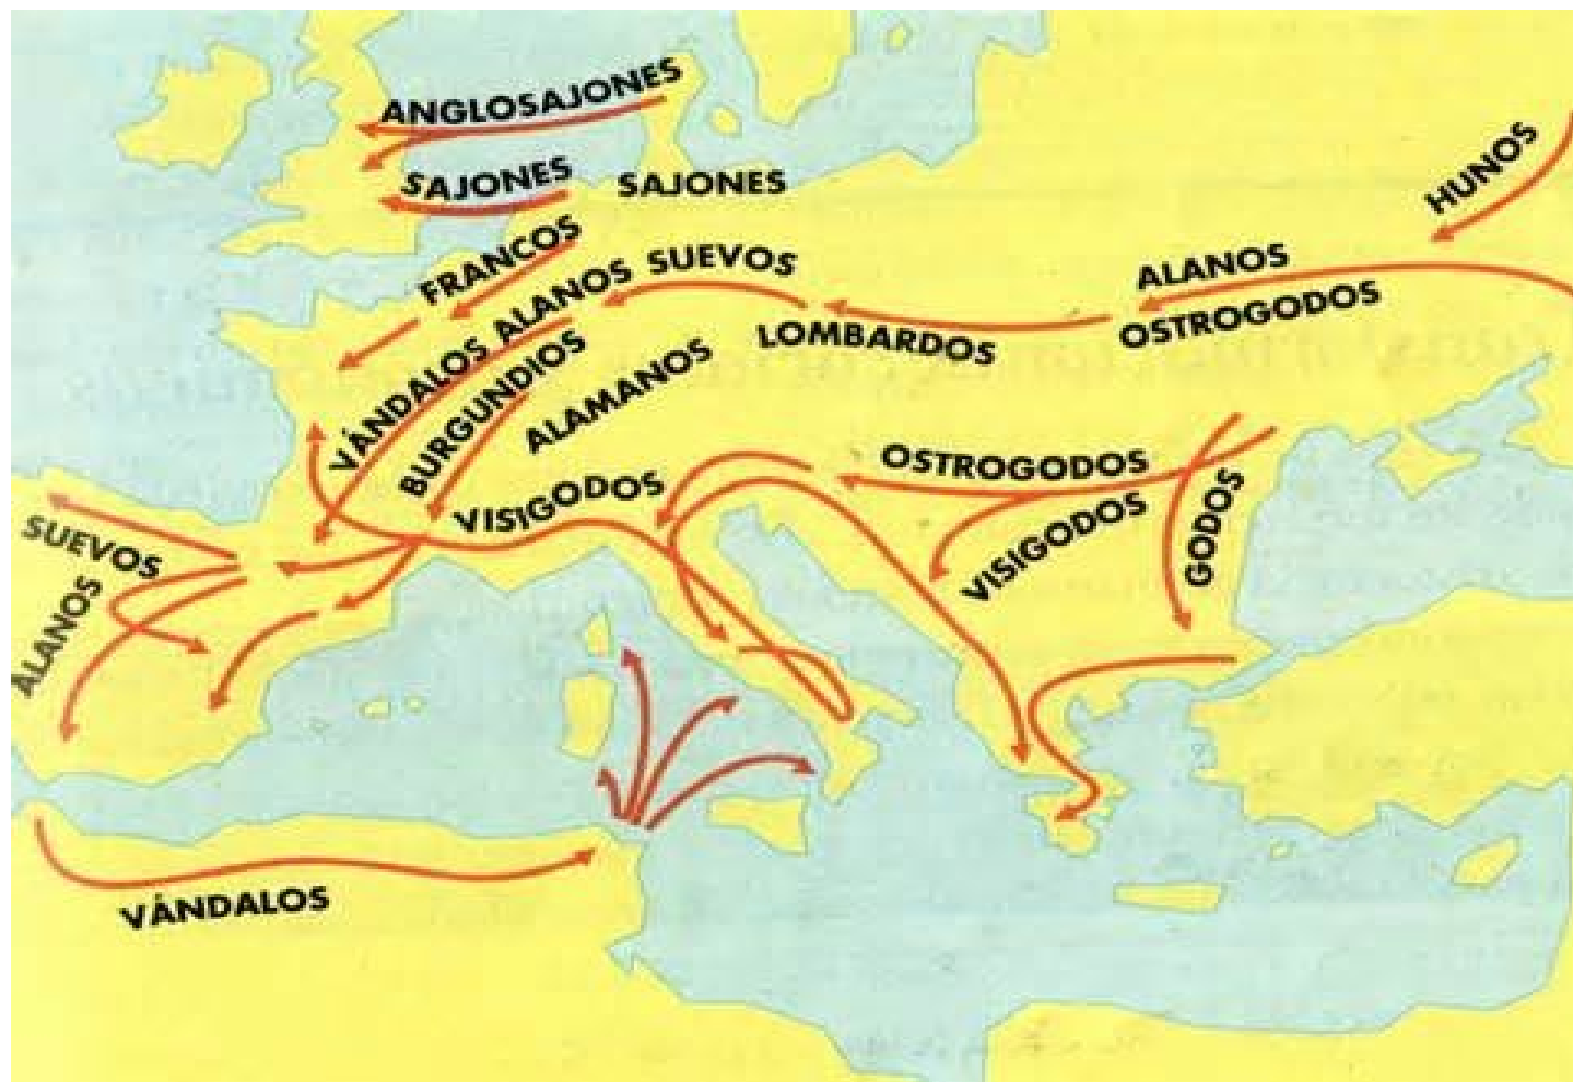 ANGLOSAJONES
SAJONES
SAJONES
HUNOS
FRANCOS
VÁNDALOS ALANOS SUEVOS
ALANOS
OSTROGODOS
LOMBARDOS
BURGUNDIOS
ALAMANOS
OSTROGODOS
VISIGODOS
VISIGODOS
GODOS
SUEVOS
ALANOS
VÁNDALOS